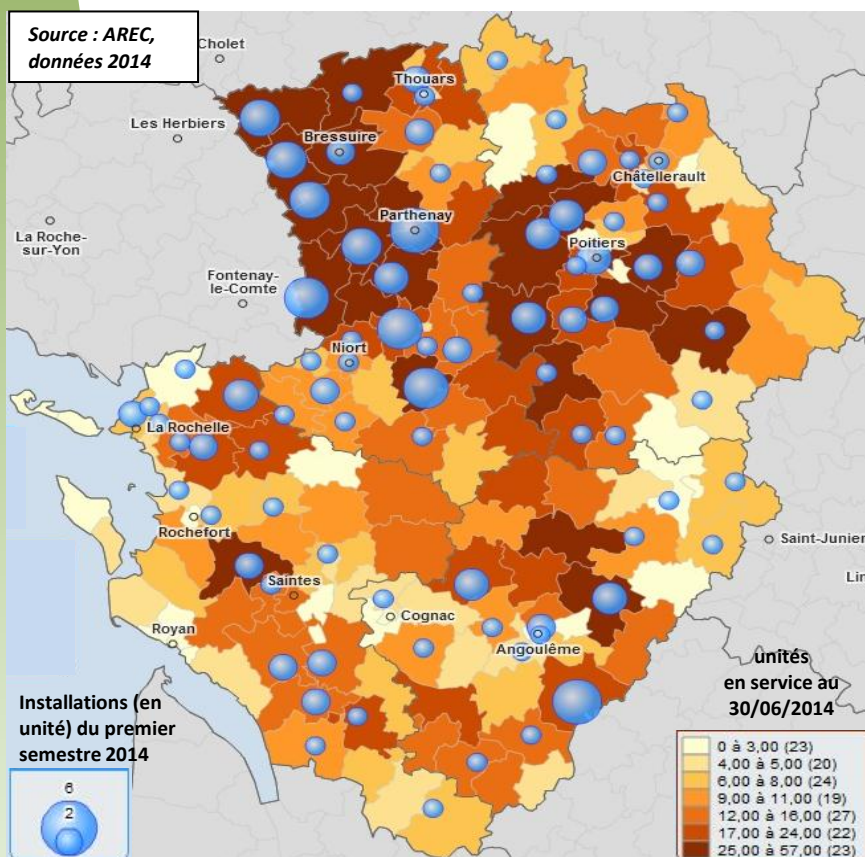 Source : AREC,
données 2014
Cholet
Thouars
Les Herbiers
Bressuire
Châtellerault
La Roche-
sur-Yon
Parthenay
Poitiers
Fontenay-
le-Comte
Niort
La Rochelle
Rochefort
Saint-Junien
Saintes
Cognac
Royan
Angoulême
unités
en service au
30/06/2014
Installations (en
unité) du premier
semestre 2014
6
2
0 à 3,00 (23)
4,00 à 5,00 (20)
6,00 à 8,00 (24)
9,00 à 11,00 (19)
12,00 à 16,00 (27)
17,00 à 24,00 (22)
25,00 à 57,00 (23)